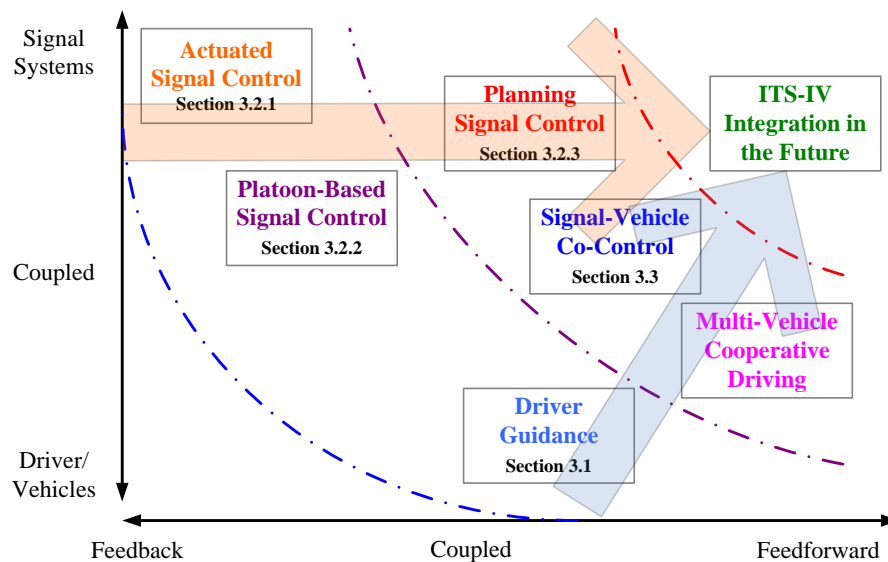 Signal
Systems
Actuated
Signal Control
Section 3.2.1
Planning
Signal Control
Section 3.2.3
ITS-IV
Integration in
the Future
Platoon-Based
Signal Control
Section 3.2.2
Signal-Vehicle
Co-Control
Section 3.3
Coupled
Multi-Vehicle
Cooperative
Driving
Driver
Guidance
Section 3.1
Driver/
Vehicles
Feedback
Coupled
Feedforward